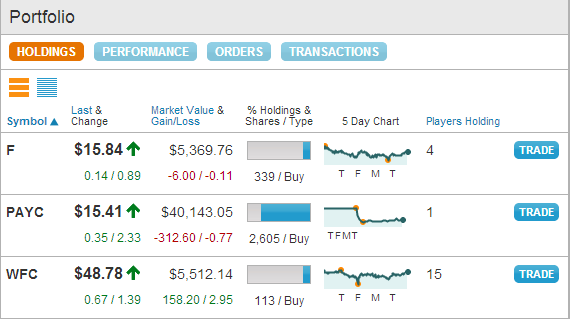 Portfolio
HOLDINGS PERFORMANCE ORDERS TRANSACTIONS
Last & Market Value & % Holdings &
Symbol Change Gain/Loss Shares / Type 5 Day Chart Players Holding
F $15.84 $5,369.76 4 TRADE
0.14 / 0.89 -6.00 / -0.11 339 / Buy T F M T
PAYC $15.41 $40,143.05 1 TRADE
0.35 / 2.33 -312.60 / -0.77 2,605 / Buy T F M T
WFC $48.78 $5,512.14 15 TRADE
0.67 / 1.39 158.20 / 2.95 113 / Buy T F M T